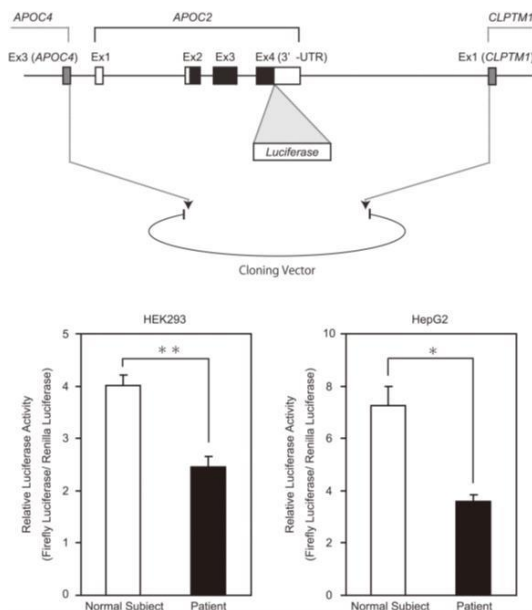 APOC4 APOC2 CLPTM1
Ex3 (APOC4) Ex1 Ex2 Ex3 Ex4 (3' -UTR) Ex1 (CLPTM1)
Luciferase
Cloning Vector
HEK293
Relative Luciferase Activity
(Firefly Luciferase/ Renilla Luciferase)
5
4
3
2
1
0
* *
Normal Subject Patient
HepG2
Relative Luciferase Activity
(Firefly Luciferase/ Renilla Luciferase)
10
8
6
4
2
0
*
Normal Subject Patient